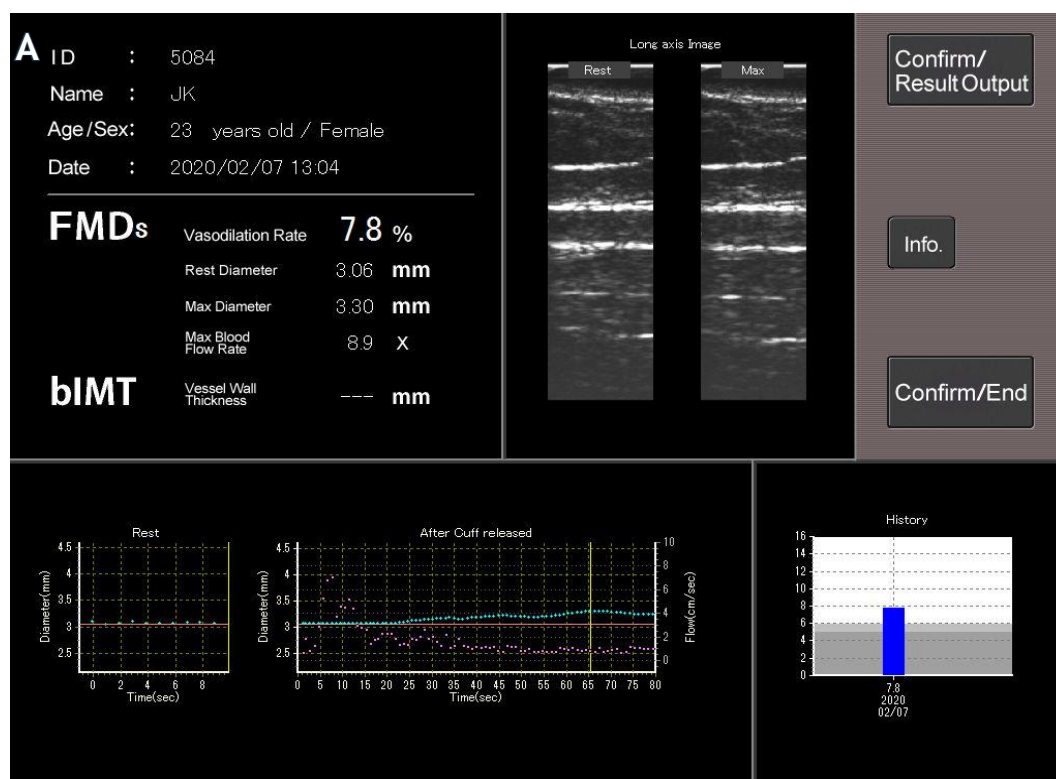 A
ID : 5084
Name : JK
Age/Sex: 23 years old / Female
Date : 2020/02/07 13:04
FMDs
Vasodilation Rate 7.8 %
Rest Diameter 3.06 mm
Max Diameter 3.30 mm
Max Blood
Flow Rate 8.9 X
bIMT
Vessel Wall
Thickness --- mm
Long axis Image
Rest Max
Confirm/
Result Output
Info.
Confirm/End
Rest
Diameter(mm)
4.5
4
3.5
3
2.5
0 2 4 6 8
Time(sec)
After Cuff released
Diameter(mm)
4.5
4
3.5
3
2.5
0 5 10 15 20 25 30 35 40 45 50 55 60 65 70 75 80
Time(sec)
10
8
6
4
2
0
Flow(cm/sec)
History
16
14
12
10
8
6
4
2
0
7.8
2020
02/07